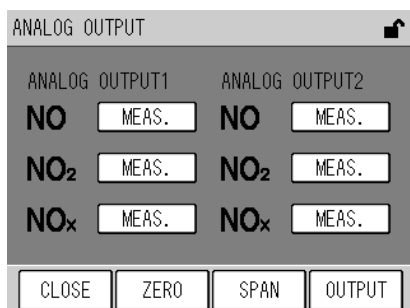 ANALOG OUTPUT
ANALOG OUTPUT1 ANALOG OUTPUT2
NO MEAS. NO MEAS.
NO₂ MEAS. NO₂ MEAS.
NOx MEAS. NOx MEAS.
CLOSE ZERO SPAN OUTPUT